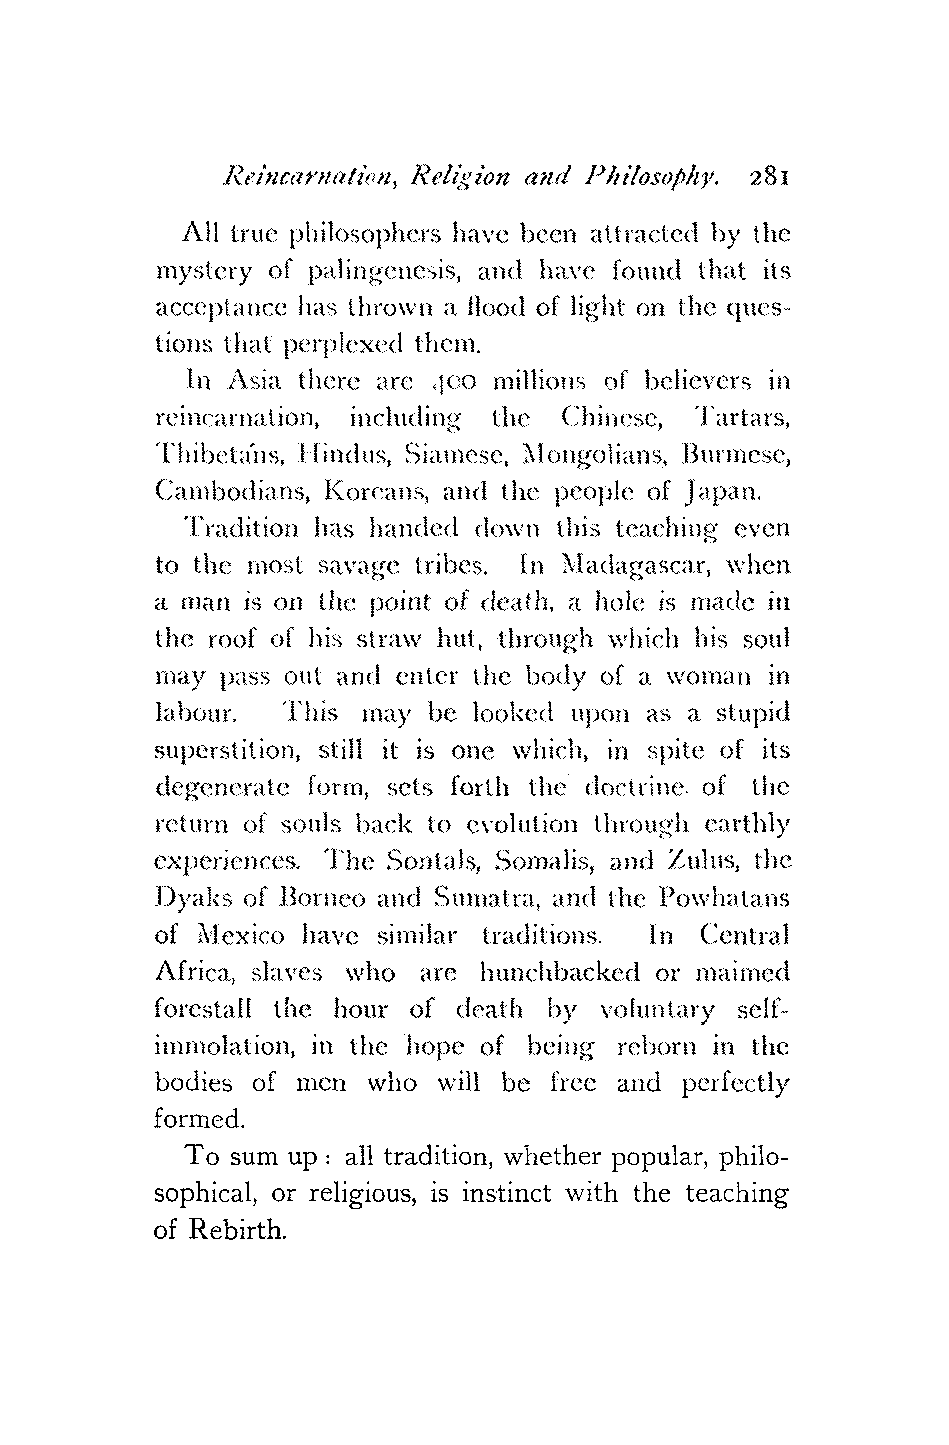 Reincarnation, Religion and Philosophy. 281
All true philosophers have been attracted by the
mystery of palingenesis, and have found that its
acceptance has thrown a flood of light on the ques-
tions that perplexed them.
In Asia there are 400 millions of believers in
reincarnation, including the Chinese, Tartars,
Thibetans, Hindus, Siamese, Mongolians, Burmese,
Cambodians, Koreans, and the people of Japan.
Tradition has handed down this teaching even
to the most savage tribes. In Madagascar, when
a man is on the point of death, a hole is made in
the roof of his straw hut, through which his soul
may pass out and enter the body of a woman in
labour. This may be looked upon as a stupid
superstition, still it is one which, in spite of its
degenerate form, sets forth the doctrine of the
return of souls back to evolution through earthly
experiences. The Sontals, Somalis, and Zulus, the
Dyaks of Borneo and Sumatra, and the Powhatans
of Mexico have similar traditions. In Central
Africa, slaves who are hunchbacked or maimed
forestall the hour of death by voluntary self-
immolation, in the hope of being reborn in the
bodies of men who will be free and perfectly
formed.
To sum up : all tradition, whether popular, philo-
sophical, or religious, is instinct with the teaching
of Rebirth.